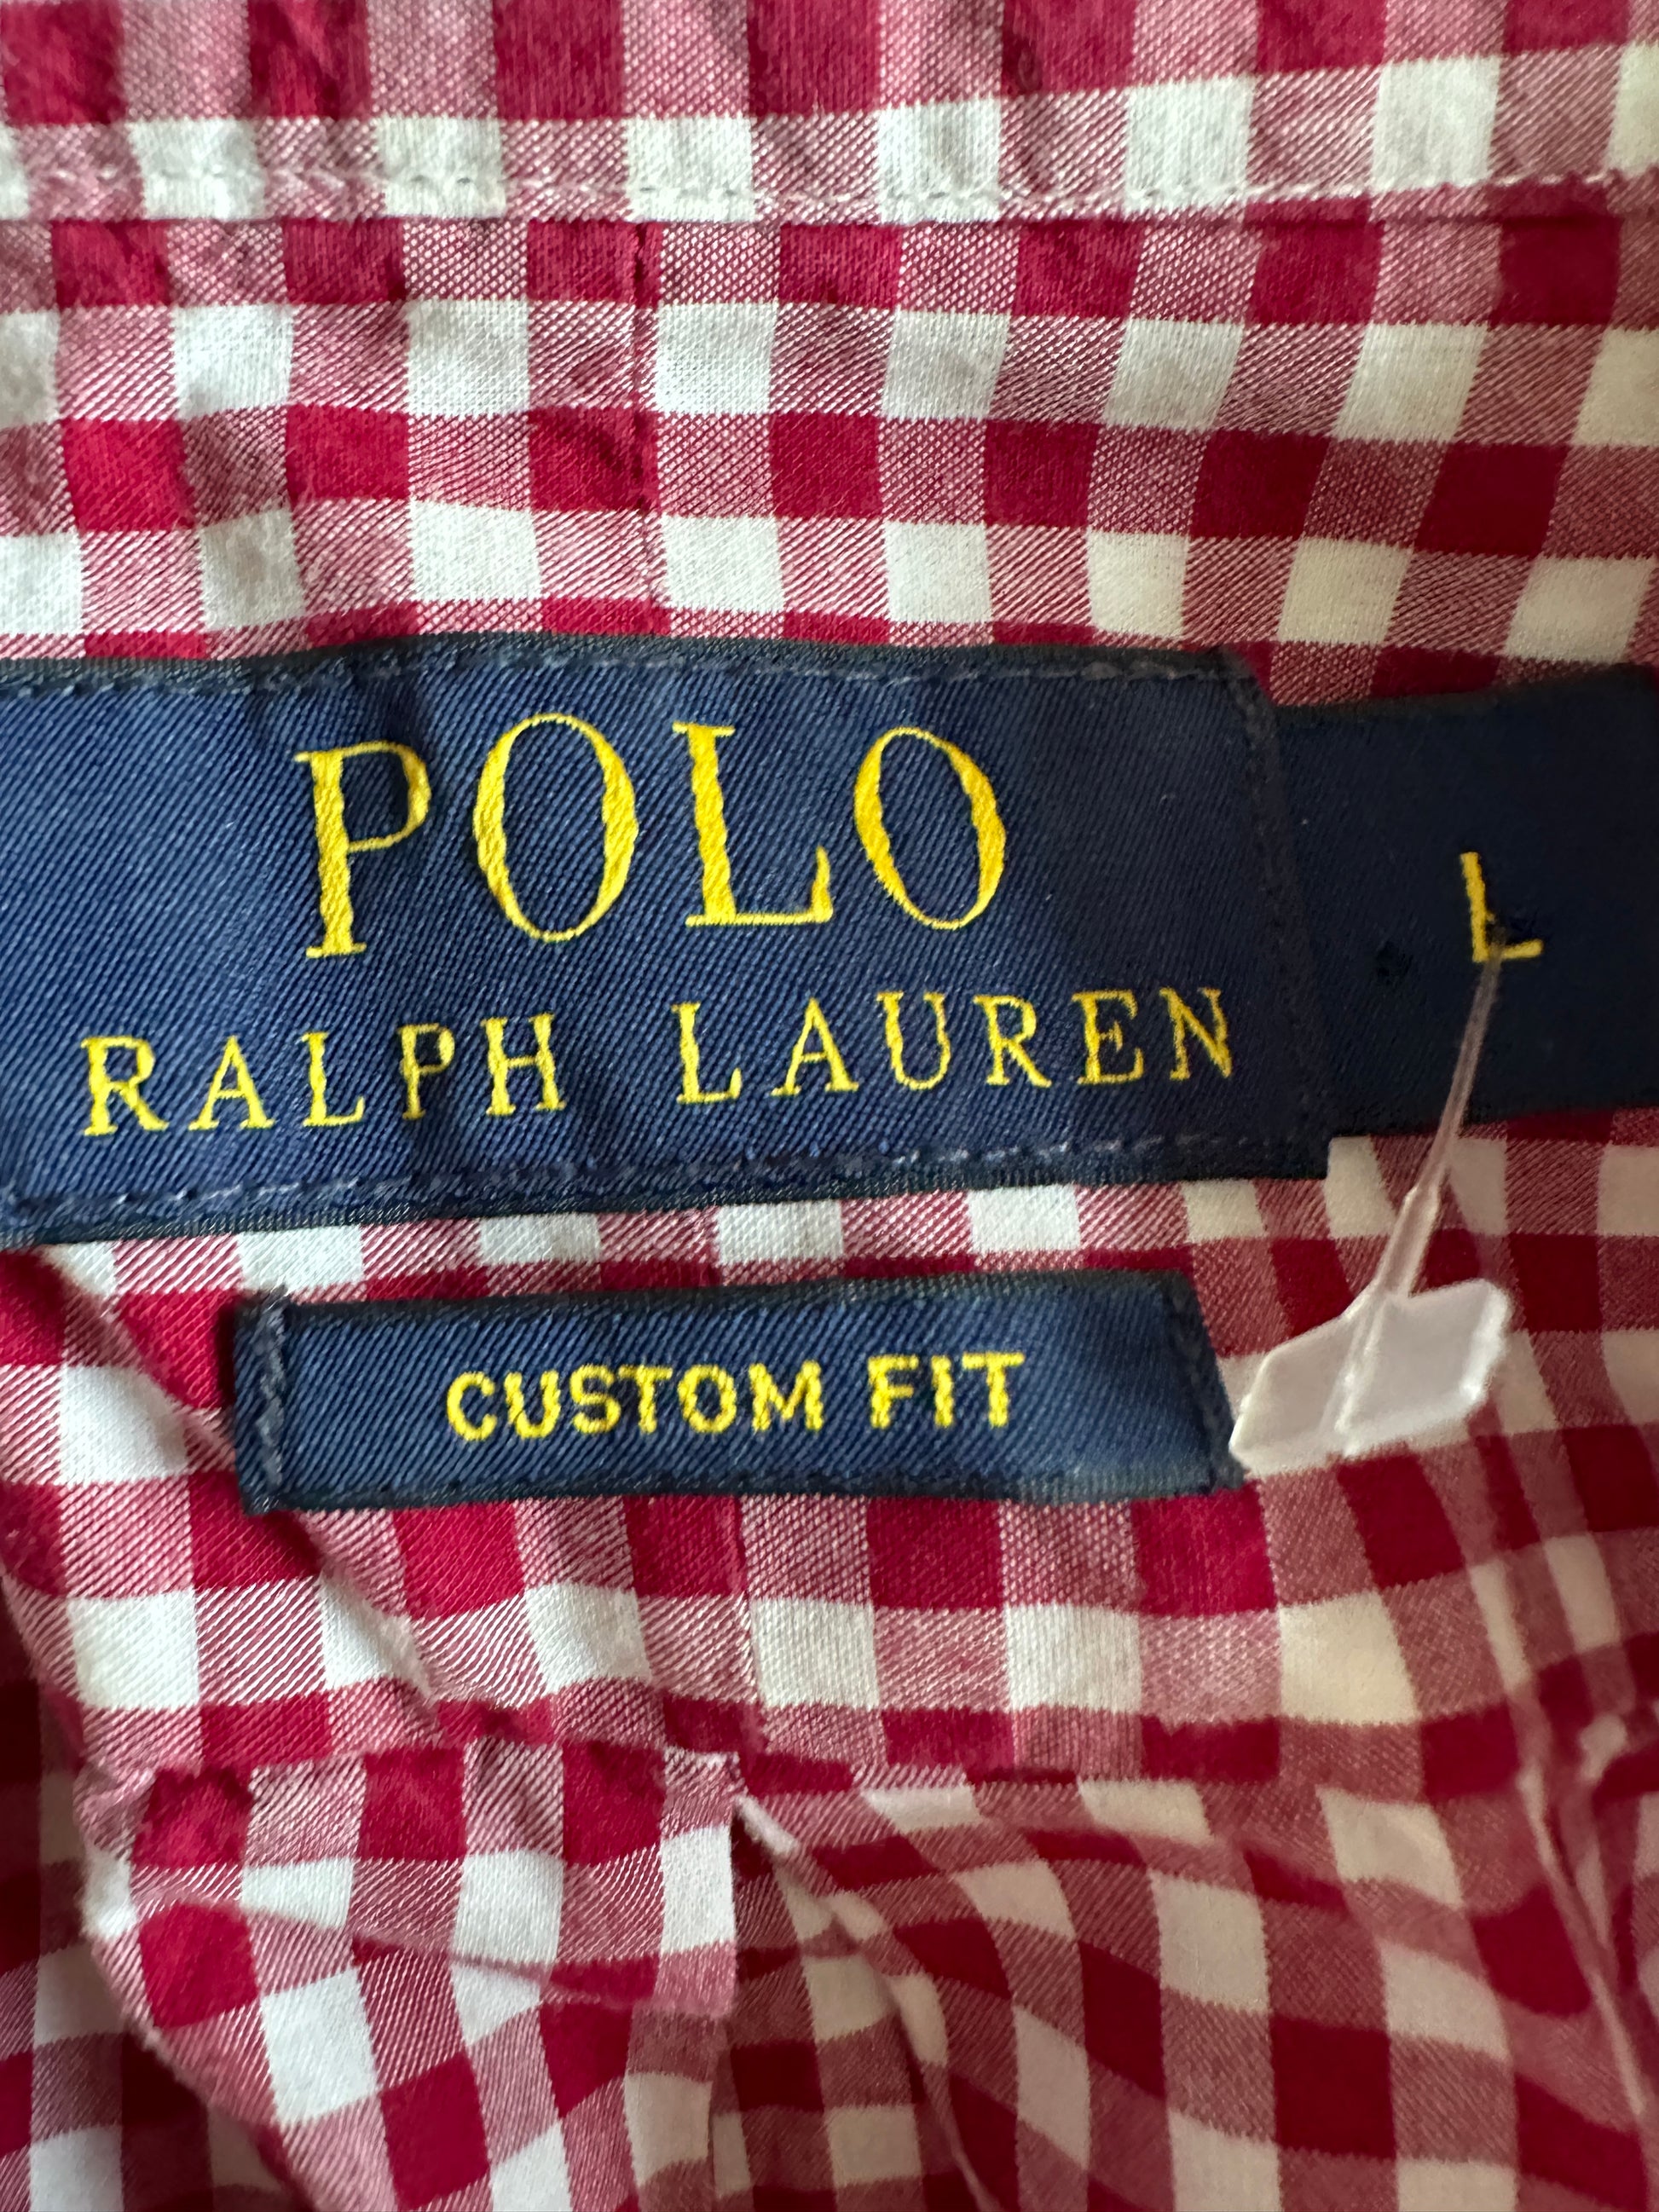 POLO
RALPH LAUREN
L
CUSTOM FIT